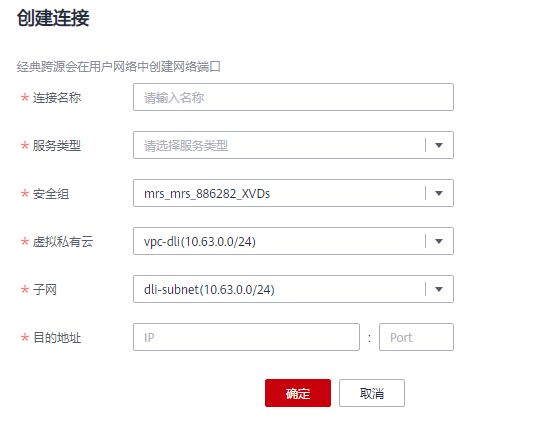 创建连接
经典跨源会在用户网络中创建网络端口
* 连接名称 请输入名称
* 服务类型 请选择服务类型
* 安全组 mrs_mrs_886282_XVDs
* 虚拟私有云 vpc-dli(10.63.0.0/24)
* 子网 dli-subnet(10.63.0.0/24)
* 目的地址 IP : Port
确定 取消